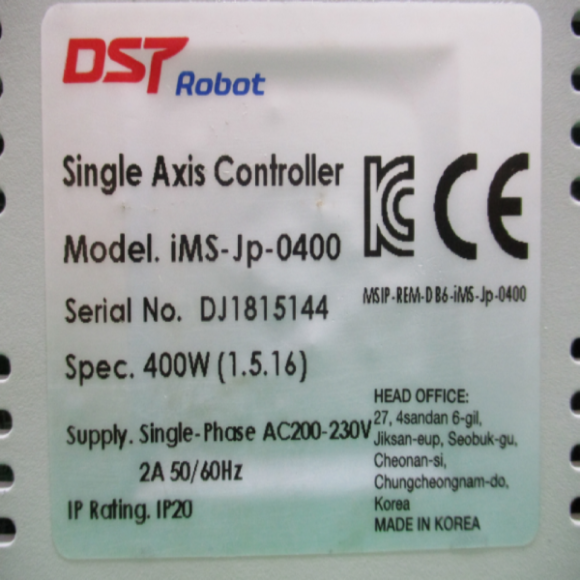 DST Robot
Single Axis Controller
Model. iMS-Jp-0400
Serial No. DJ1815144
Spec. 400W (1.5.16)
Supply. Single-Phase AC200-230V
2A 50/60Hz
IP Rating. IP20
KC CE
MSIP-REM-DB6-iMS-Jp-0400
HEAD OFFICE:
27, 4sandan 6-gil,
Jiksan-eup, Seobuk-gu,
Cheonan-si,
Chungcheongnam-do,
Korea
MADE IN KOREA